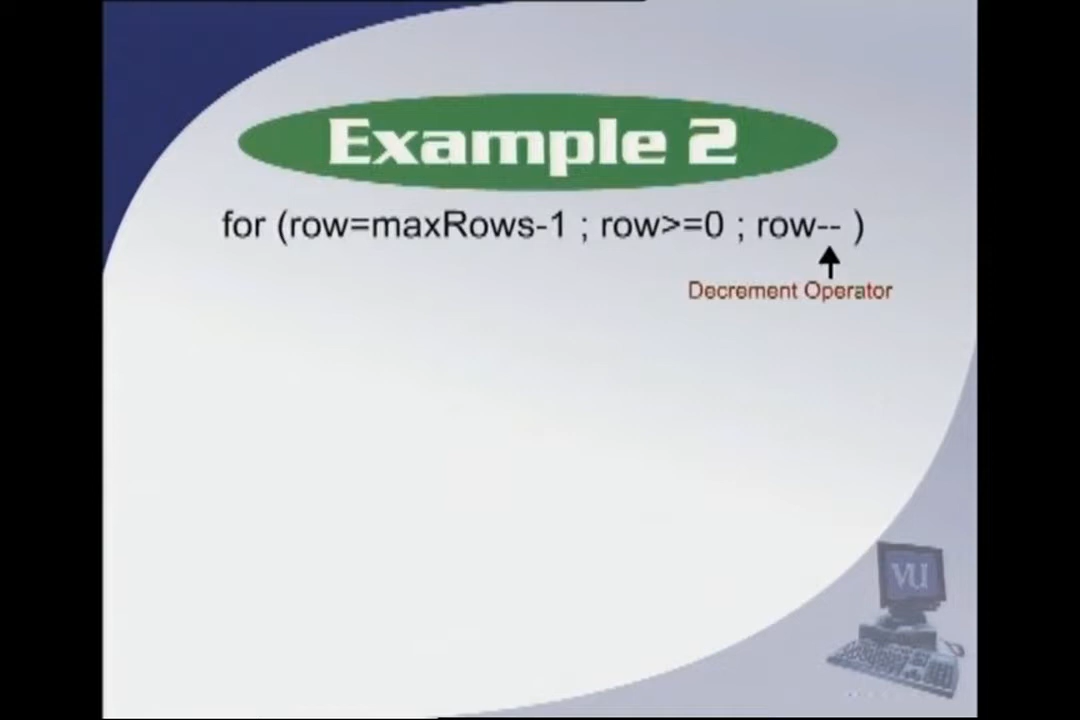 Example 2
for (row=maxRows-1 ; row>=0 ; row-- )
Decrement Operator
VU